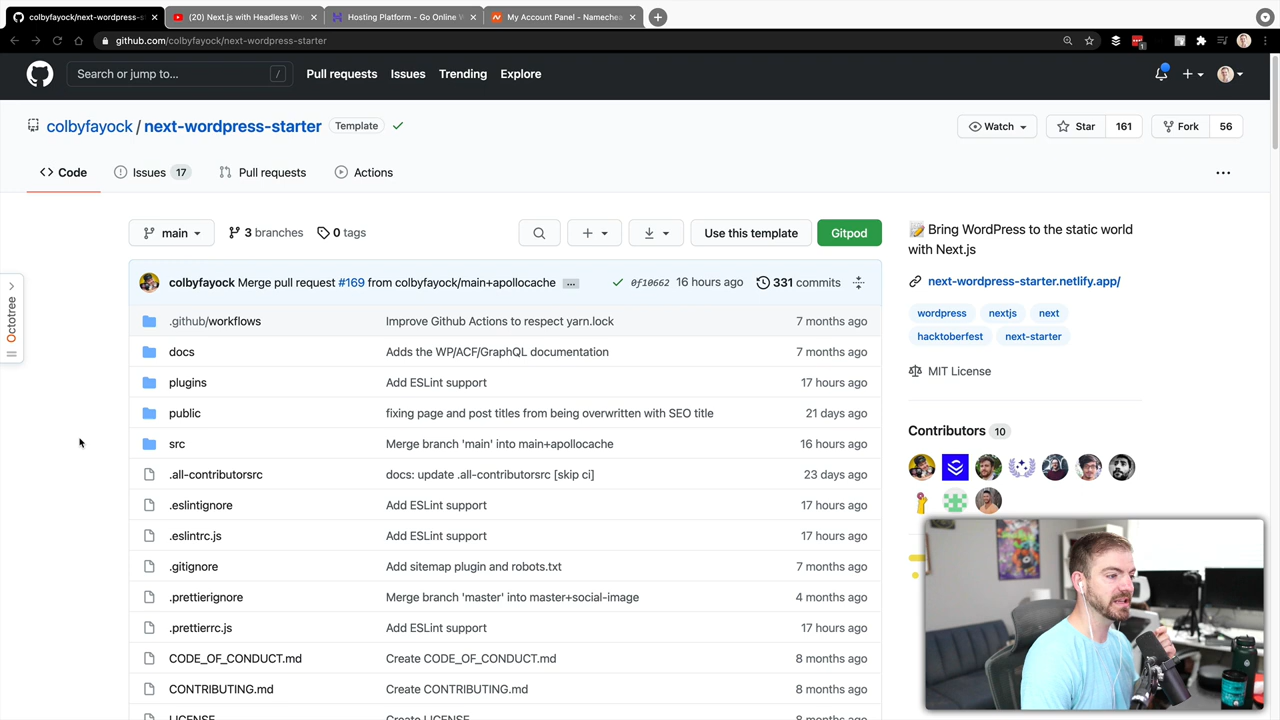 colbyfayock/next-wordpress-s
(20) Next.js with Headless Wo
Hosting Platform - Go Online W
My Account Panel - Nameche
github.com/colbyfayock/next-wordpress-starter
Search or jump to... /
Pull requests
Issues
Trending
Explore
colbyfayock / next-wordpress-starter
Template
Watch
Star 161
Fork 56
Code
Issues 17
Pull requests
Actions
main
3 branches
0 tags
Use this template
Gitpod
colbyfayock Merge pull request #169 from colbyfayock/main+apollocache ... 0f10662 16 hours ago 331 commits
.github/workflows Improve Github Actions to respect yarn.lock 7 months ago
docs Adds the WP/ACF/GraphQL documentation 7 months ago
plugins Add ESLint support 17 hours ago
public fixing page and post titles from being overwritten with SEO title 21 days ago
src Merge branch 'main' into main+apollocache 16 hours ago
.all-contributorsrc docs: update .all-contributorsrc [skip ci] 23 days ago
.eslintignore Add ESLint support 17 hours ago
.eslintrc.js Add ESLint support 17 hours ago
.gitignore Add sitemap plugin and robots.txt 7 months ago
.prettierignore Merge branch 'master' into master+social-image 4 months ago
.prettierrc.js Add ESLint support 17 hours ago
CODE_OF_CONDUCT.md Create CODE_OF_CONDUCT.md 8 months ago
CONTRIBUTING.md Create CONTRIBUTING.md 8 months ago
LICENSE Create LICENSE 8 months ago
Octotree
Bring WordPress to the static world
with Next.js
next-wordpress-starter.netlify.app/
wordpress nextjs next
hacktoberfest next-starter
MIT License
Contributors 10